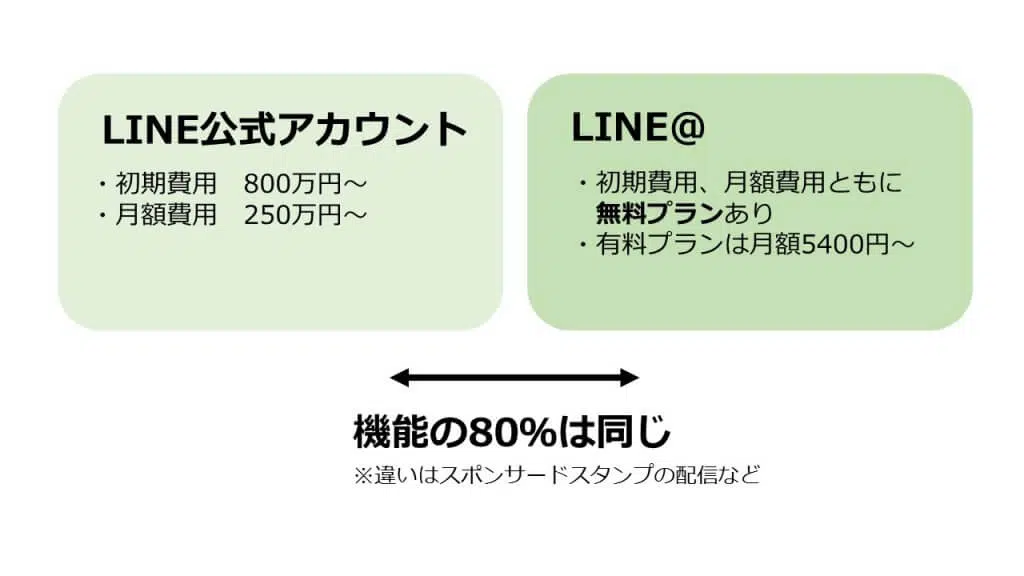 LINE公式アカウント
・初期費用　800万円～
・月額費用　250万円～
LINE@
・初期費用、月額費用ともに
無料プランあり
・有料プランは月額5400円～
機能の80%は同じ
※違いはスポンサードスタンプの配信など